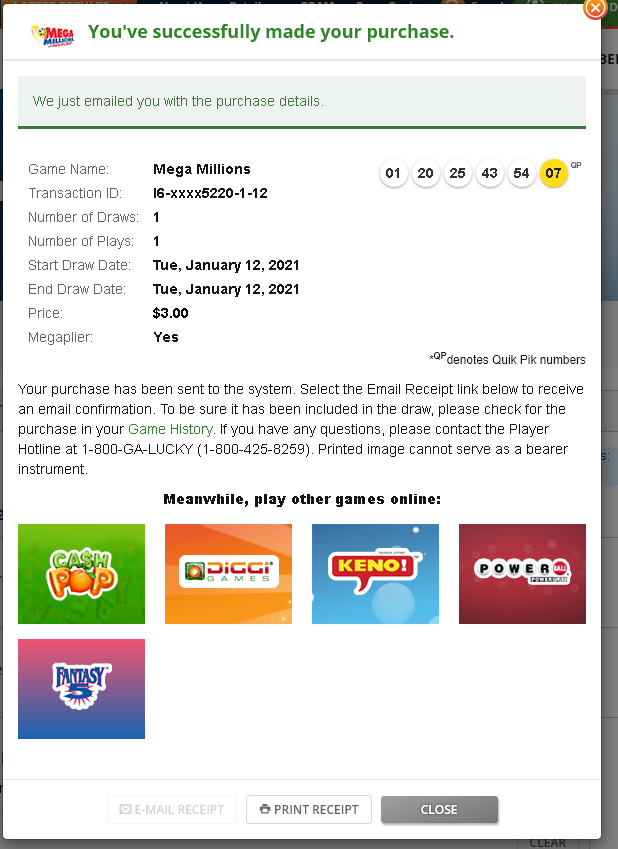 MEGA MILLIONS
You've successfully made your purchase.
We just emailed you with the purchase details.
Game Name: Mega Millions
01 20 25 43 54 07 QP
Transaction ID: I6-xxxx5220-1-12
Number of Draws: 1
Number of Plays: 1
Start Draw Date: Tue, January 12, 2021
End Draw Date: Tue, January 12, 2021
Price: $3.00
Megaplier: Yes
*QPdenotes Quik Pik numbers
Your purchase has been sent to the system. Select the Email Receipt link below to receive
an email confirmation. To be sure it has been included in the draw, please check for the
purchase in your Game History. If you have any questions, please contact the Player
Hotline at 1-800-GA-LUCKY (1-800-425-8259). Printed image cannot serve as a bearer
instrument.
Meanwhile, play other games online:
CA$H POP
DiGGi GAMES
KENO!
POWERBALL
POWERPLAY
FANTASY 5
E-MAIL RECEIPT
PRINT RECEIPT
CLOSE
CLEAR